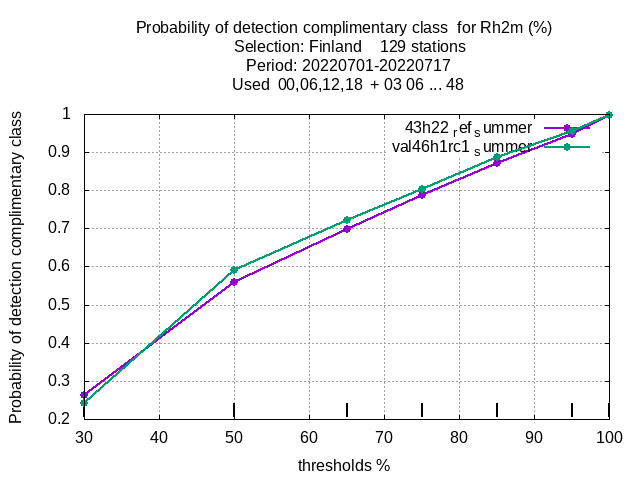 Probability of detection complimentary class  for Rh2m (%)
Selection: Finland    129 stations
Period: 20220701-20220717
Used  00,06,12,18  + 03 06 ... 48
Probability of detection complimentary class
1
0.9
0.8
0.7
0.6
0.5
0.4
0.3
0.2
43h22 ref summer
val46h1rc1 summer
30 40 50 60 70 80 90 100
thresholds %